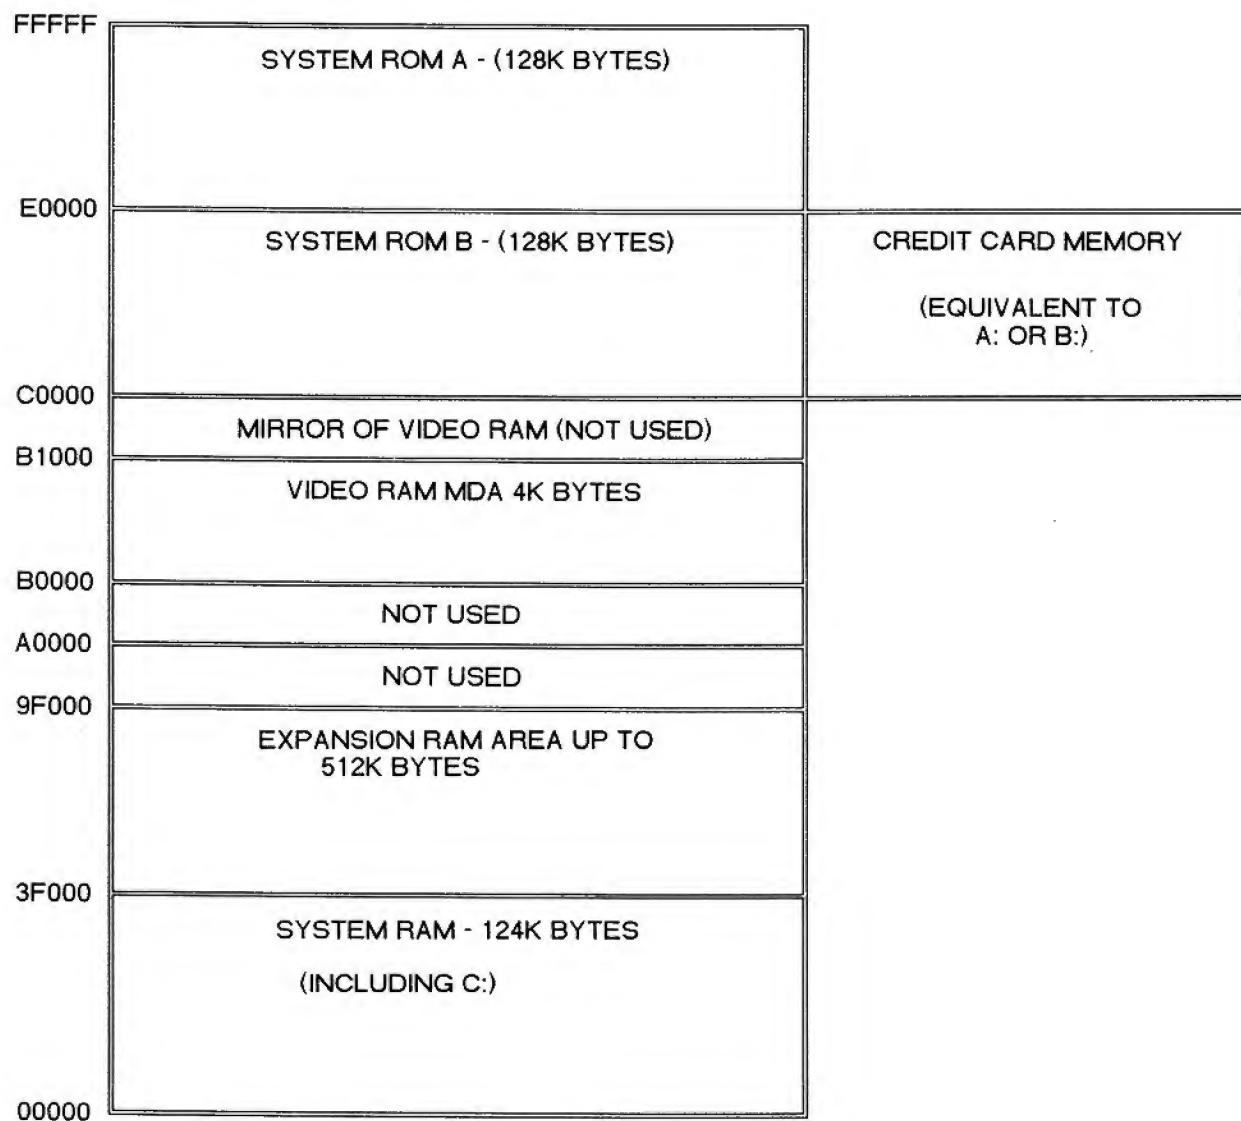 FFFFF
SYSTEM ROM A - (128K BYTES)
E0000
SYSTEM ROM B - (128K BYTES)
CREDIT CARD MEMORY
(EQUIVALENT TO
A: OR B:)
C0000
MIRROR OF VIDEO RAM (NOT USED)
B1000
VIDEO RAM MDA 4K BYTES
B0000
NOT USED
A0000
NOT USED
9F000
EXPANSION RAM AREA UP TO
512K BYTES
3F000
SYSTEM RAM - 124K BYTES
(INCLUDING C:)
00000